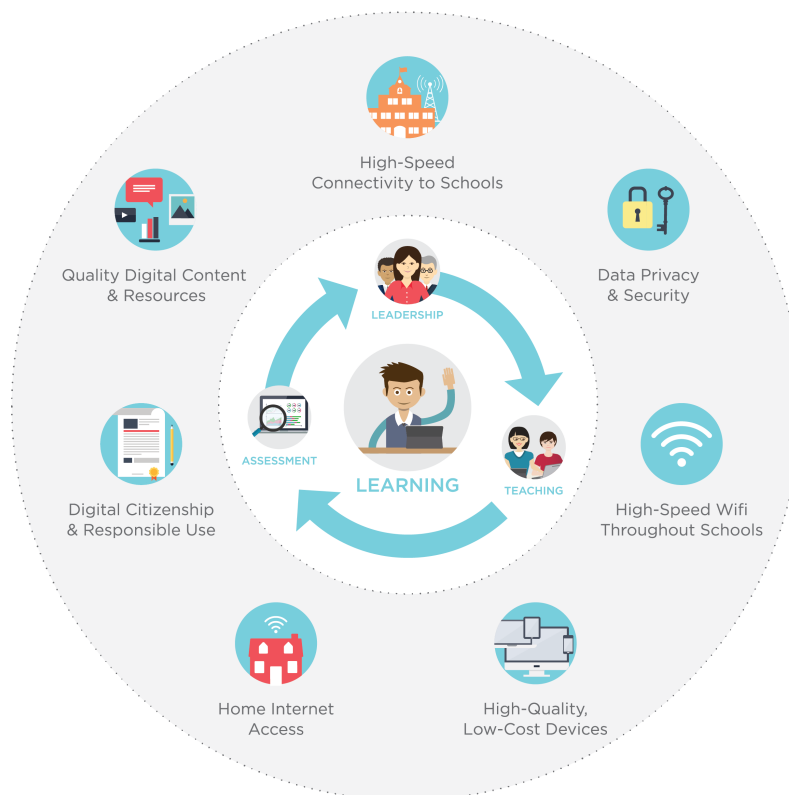 High-Speed
Connectivity to Schools
Quality Digital Content
& Resources
Data Privacy
& Security
LEADERSHIP
ASSESSMENT
LEARNING
TEACHING
Digital Citizenship
& Responsible Use
High-Speed Wifi
Throughout Schools
Home Internet
Access
High-Quality,
Low-Cost Devices